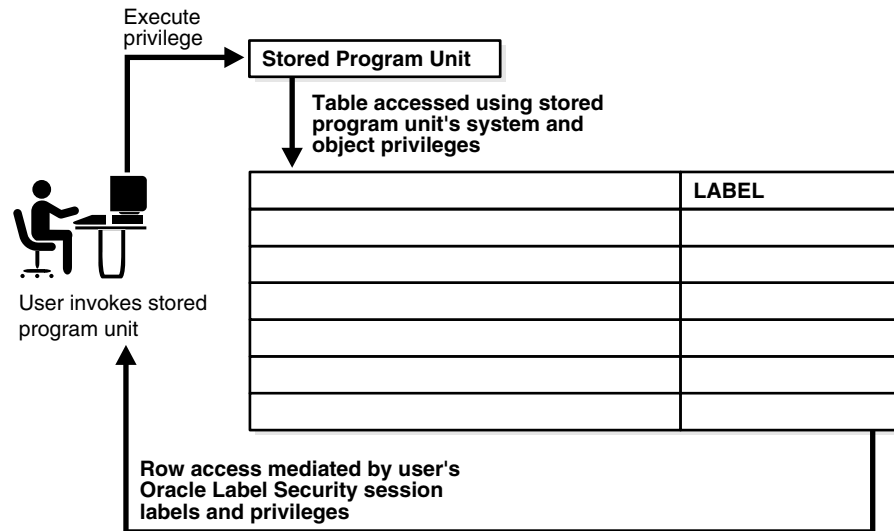 Execute
privilege
Stored Program Unit
Table accessed using stored
program unit's system and
object privileges
LABEL
User invokes stored
program unit
Row access mediated by user's
Oracle Label Security session
labels and privileges